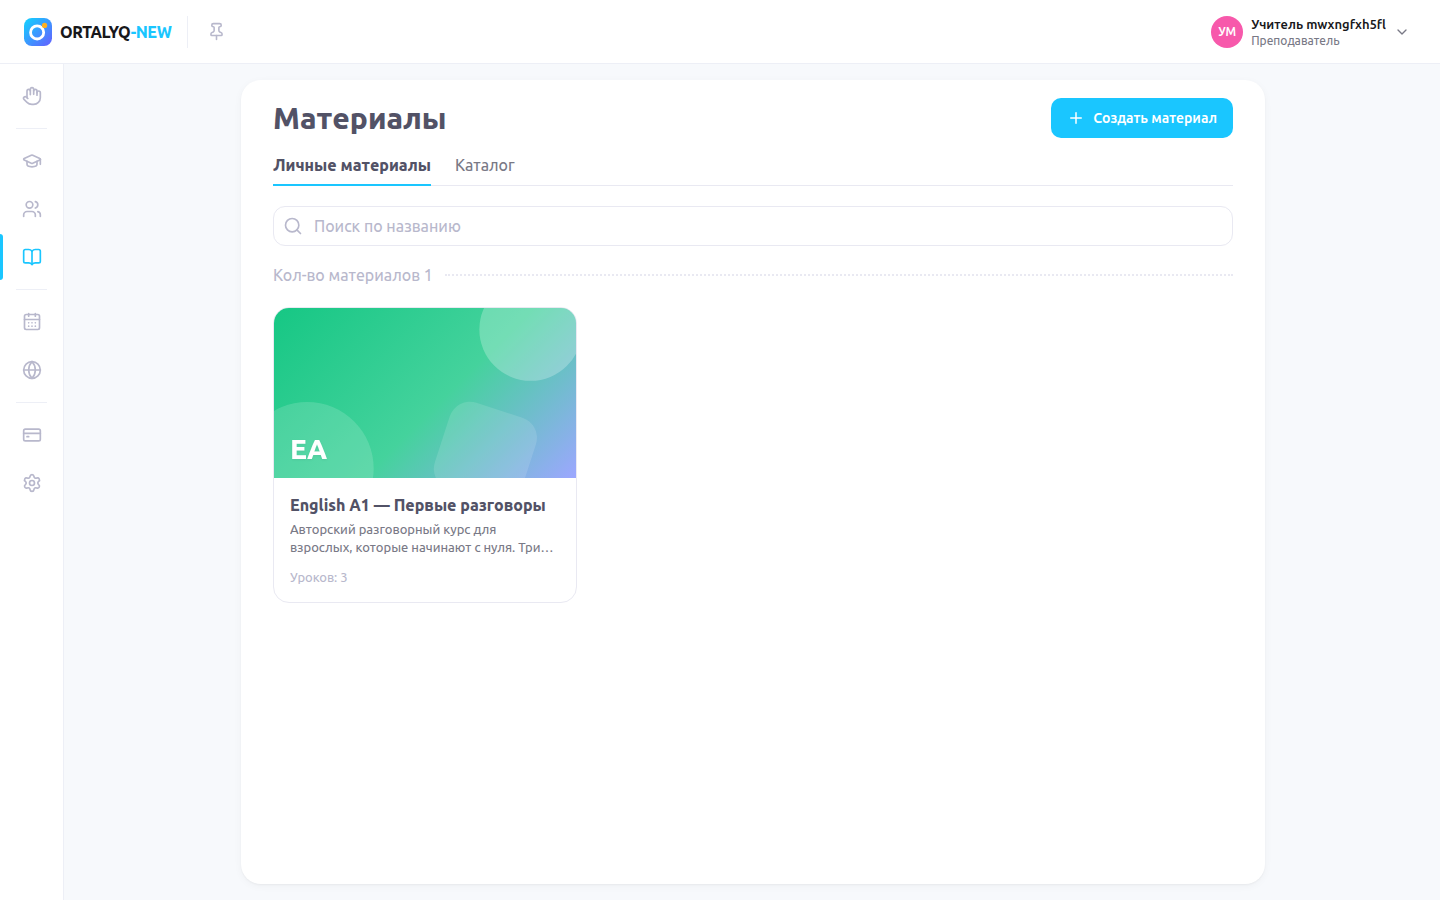 ORTALYQ-NEW
УМ
Учитель mwxngfxh5fl
Преподаватель
Материалы
Создать материал
Личные материалы
Каталог
Поиск по названию
Кол-во материалов 1
EA
English A1 — Первые разговоры
Авторский разговорный курс для
взрослых, которые начинают с нуля. Три…
Уроков: 3